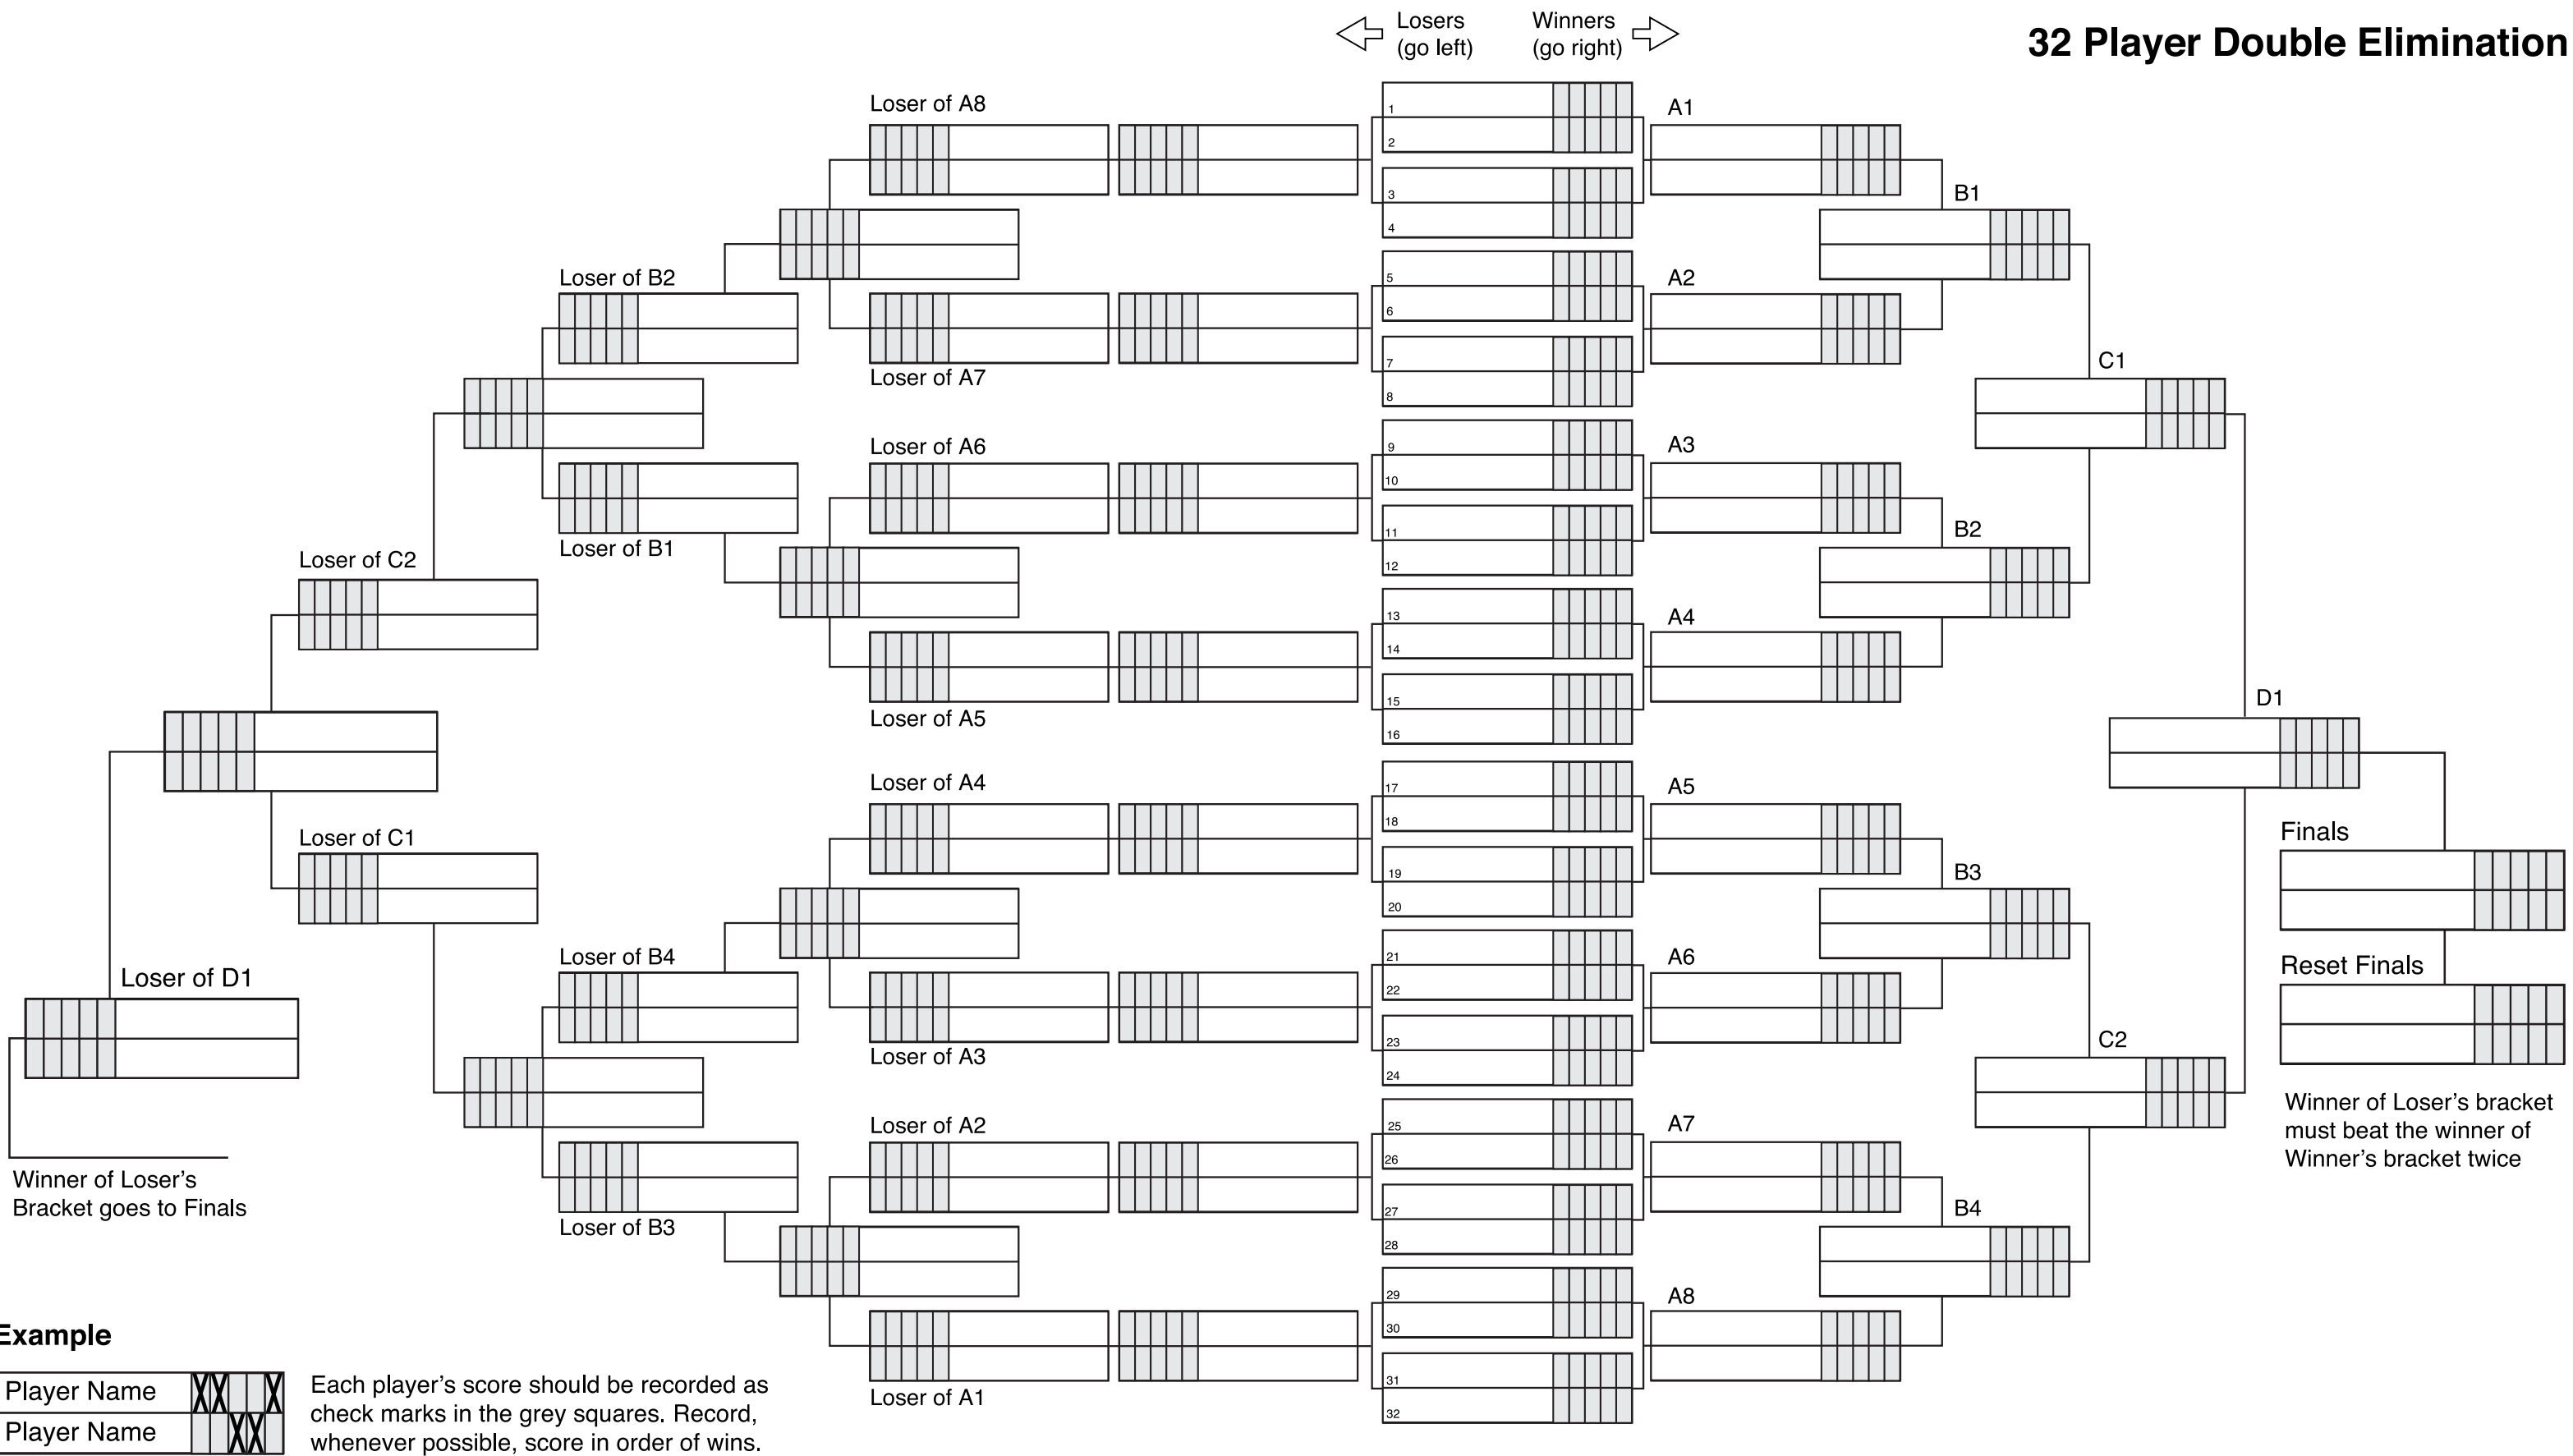 Losers
(go left)
Winners
(go right)
32 Player Double Elimination
Loser of A8
Loser of A7
Loser of A6
Loser of A5
Loser of A4
Loser of A3
Loser of A2
Loser of A1
Loser of B2
Loser of B1
Loser of B4
Loser of B3
Loser of C2
Loser of C1
Loser of D1
Winner of Loser’s
Bracket goes to Finals
1
2
3
4
5
6
7
8
9
10
11
12
13
14
15
16
17
18
19
20
21
22
23
24
25
26
27
28
29
30
31
32
A1
A2
A3
A4
A5
A6
A7
A8
B1
B2
B3
B4
C1
C2
D1
Finals
Reset Finals
Winner of Loser’s bracket
must beat the winner of
Winner’s bracket twice
Example
Player Name XX X
Player Name XX
Each player’s score should be recorded as
check marks in the grey squares. Record,
whenever possible, score in order of wins.